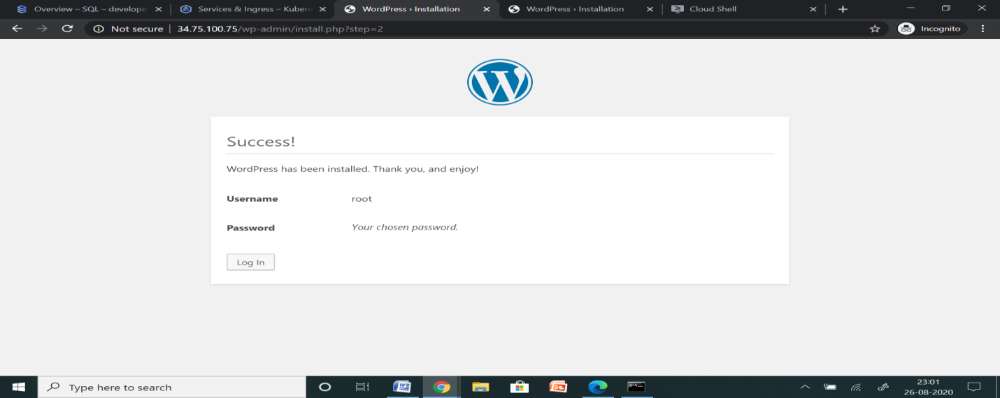 Overview – SQL – develope
Services & Ingress – Kubern
WordPress › Installation
WordPress › Installation
Cloud Shell
Not secure | 34.75.100.75/wp-admin/install.php?step=2
Incognito
W
Success!
WordPress has been installed. Thank you, and enjoy!
Username root
Password Your chosen password.
Log In
Type here to search
23:01
26-08-2020